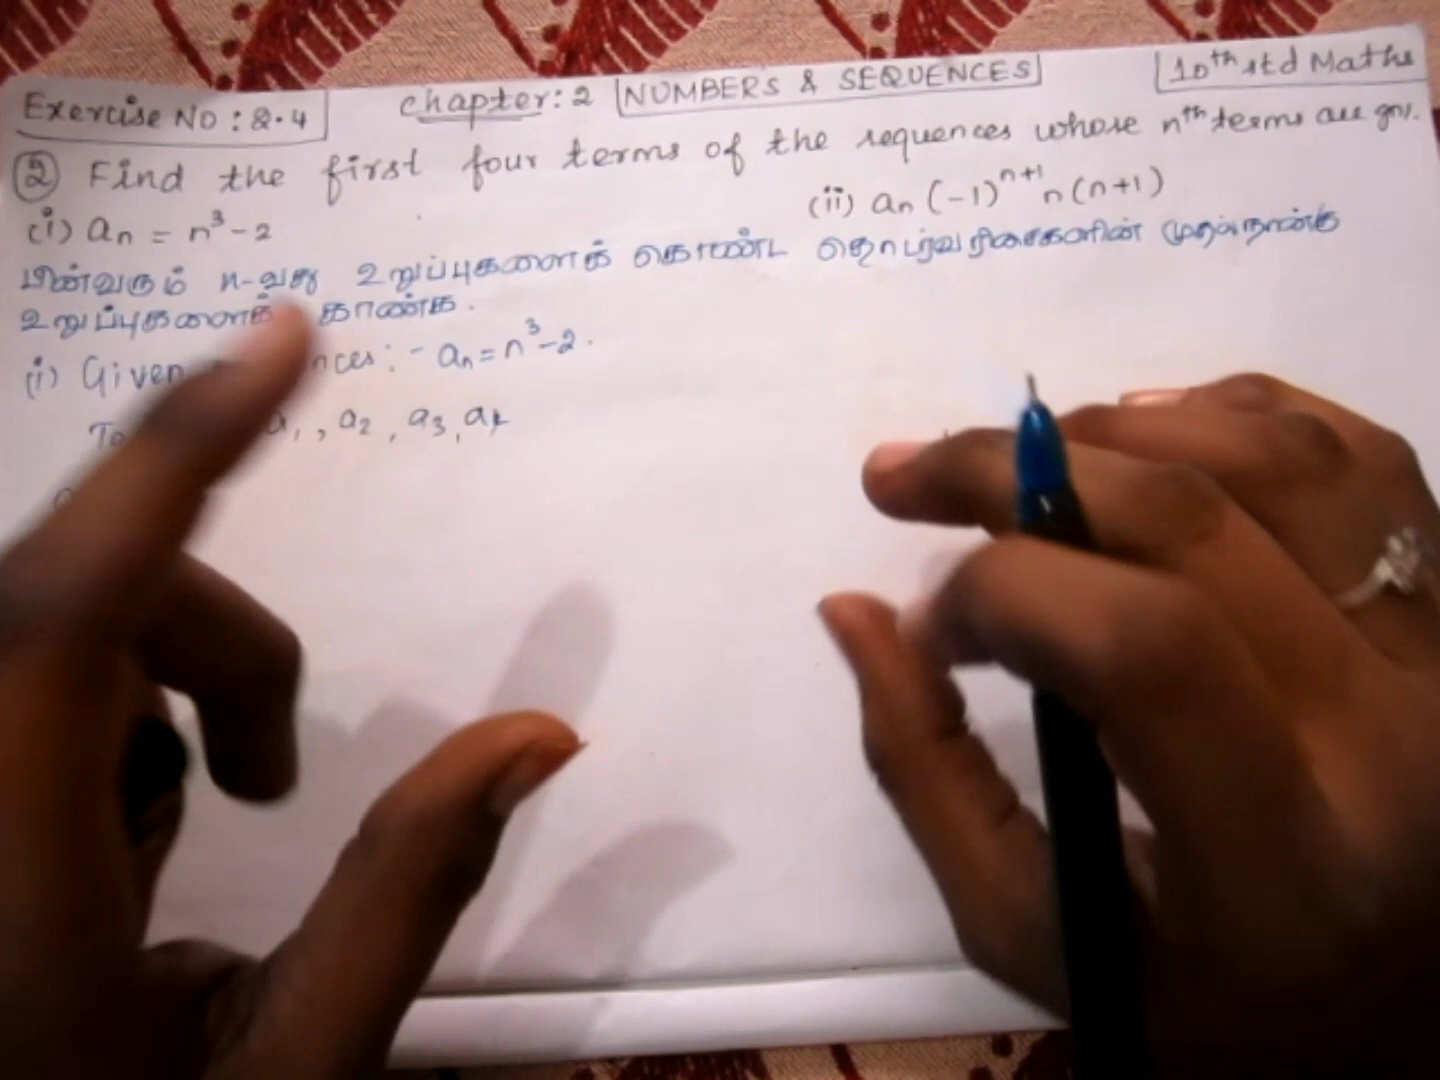 Exercise NO : 2.4
chapter: 2 NUMBERS & SEQUENCES
10th std Maths
② Find the first four terms of the sequences whose nth terms are
(i) aₙ = n³ - 2
(ii) aₙ (-1)ⁿ⁺¹ n (n+1)
பின்வரும் n-வது உறுப்புகளைக் கொண்ட தொடர்வரிசைகளின் முதல் நான்கு
உறுப்புகளைக் காண்க.
(i) Given : - aₙ = n³ - 2.
a₁ , a₂ , a₃ , a₄